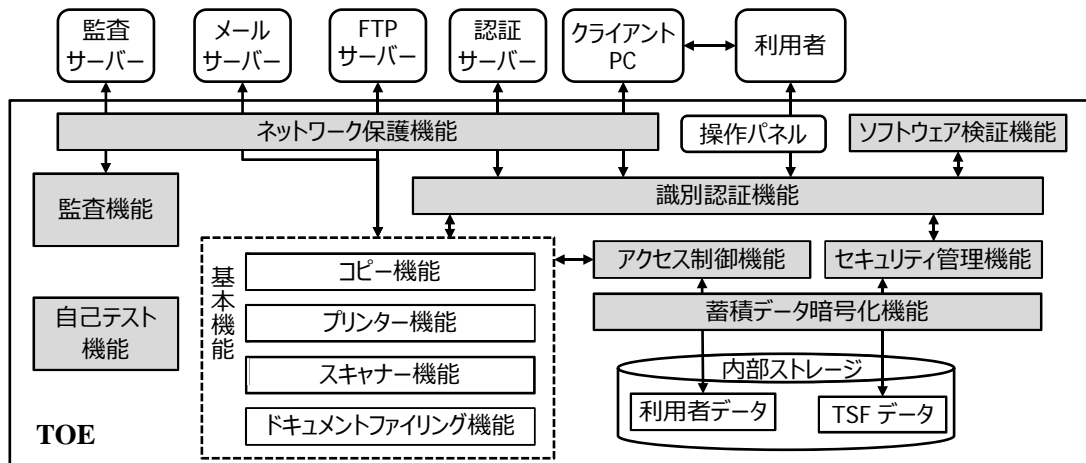 監査
サーバー
メール
サーバー
FTP
サーバー
認証
サーバー
クライアント
PC
利用者
ネットワーク保護機能
操作パネル
ソフトウェア検証機能
監査機能
識別認証機能
基本機能
コピー機能
プリンター機能
スキャナー機能
ドキュメントファイリング機能
アクセス制御機能
セキュリティ管理機能
自己テスト
機能
蓄積データ暗号化機能
内部ストレージ
利用者データ
TSF データ
TOE